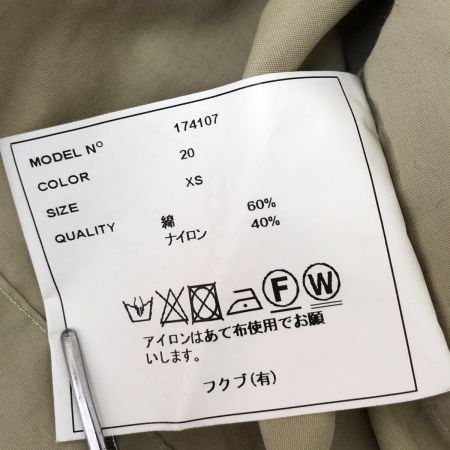 MODEL Nº 174107
COLOR 20
SIZE XS
QUALITY 綿 60%
ナイロン 40%
F W
アイロンはあて布使用でお願
いします。
フクブ(有)